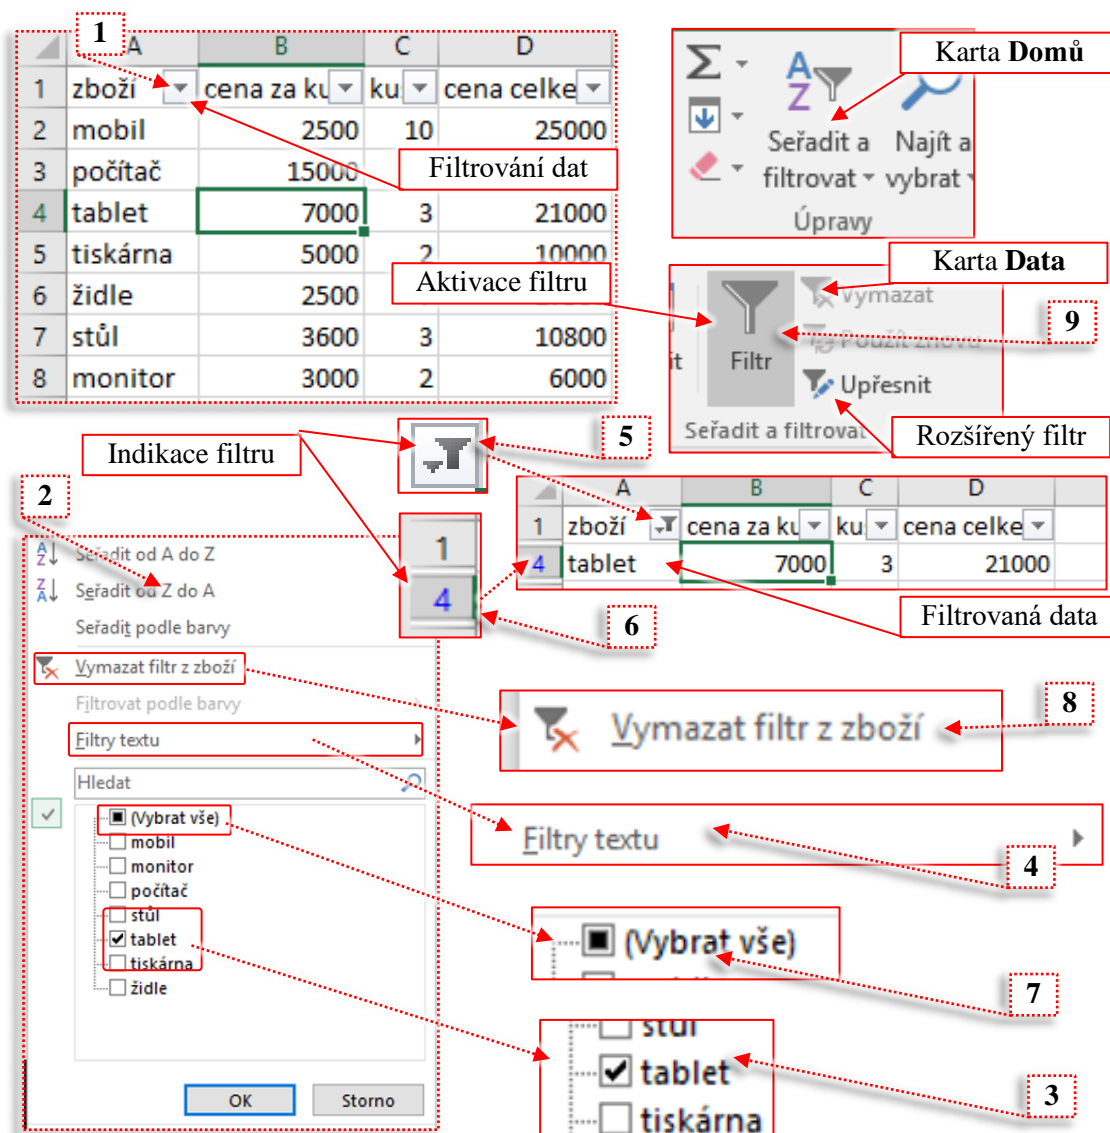 1
A B C D
1 zboží cena za ku ku: cena celke
2 mobil 2500 10 25000
3 počítač 15000
Filtrování dat
4 tablet 7000 3 21000
5 tiskárna 5000 2 10000
Aktivace filtru
6 židle 2500
7 stůl 3600 3 10800
8 monitor 3000 2 6000
Karta Domů
Σ
A
Z
Seřadit a Najít a
filtrovat vybrat
Úpravy
Karta Data
Vymazat
9
Použít znovu
it Filtr
Upřesnit
Seřadit a filtrovat
Rozšířený filtr
Indikace filtru
5
2
A B C D
1 zboží cena za ku ku: cena celke
4 tablet 7000 3 21000
1
4
6
Filtrovaná data
Seřadit od A do Z
Seřadit od Z do A
Seřadit podle barvy
Vymazat filtr z zboží
Filtrovat podle barvy
Filtry textu
Hledat
(Vybrat vše)
mobil
monitor
počítač
stůl
tablet
tiskárna
židle
OK Storno
8
Vymazat filtr z zboží
Filtry textu
4
(Vybrat vše)
7
stůl
tablet
3
tiskárna